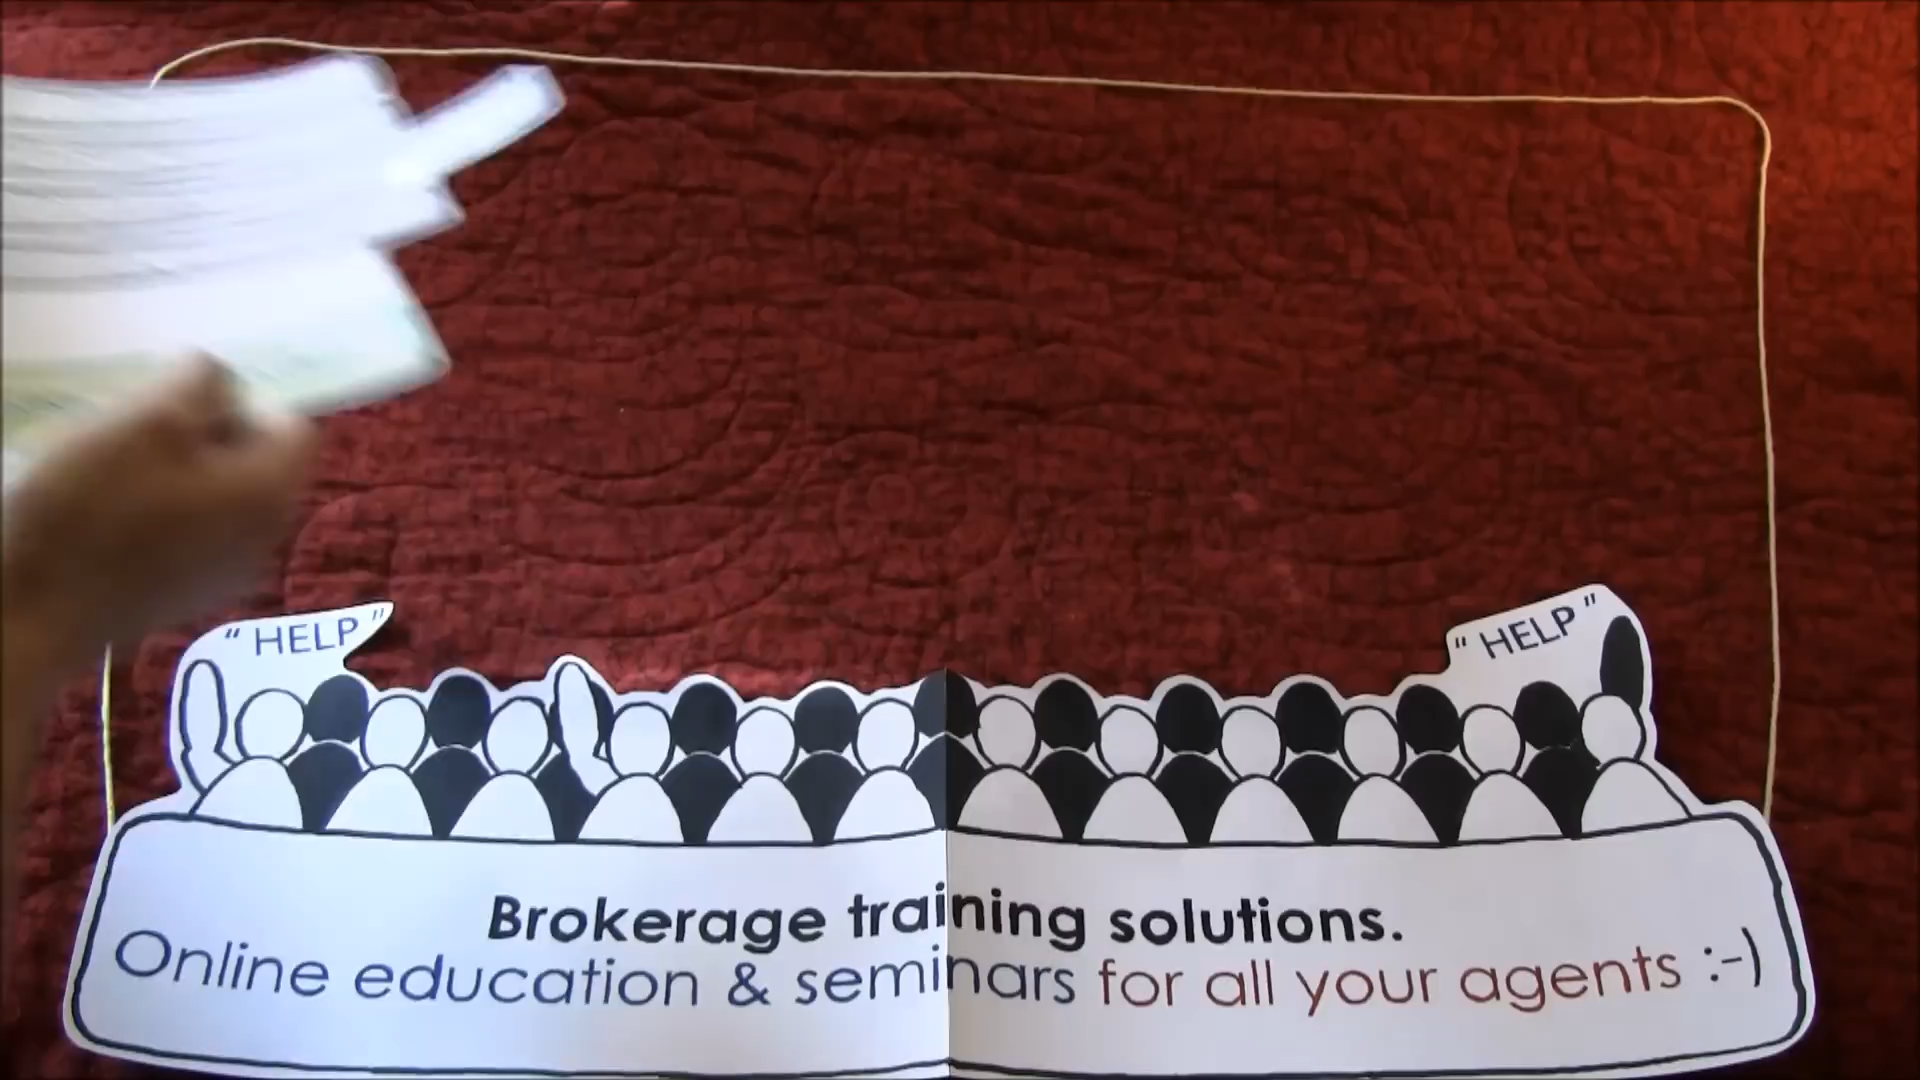 " HELP "
" HELP "
Brokerage training solutions.
Online education & seminars for all your agents :-)